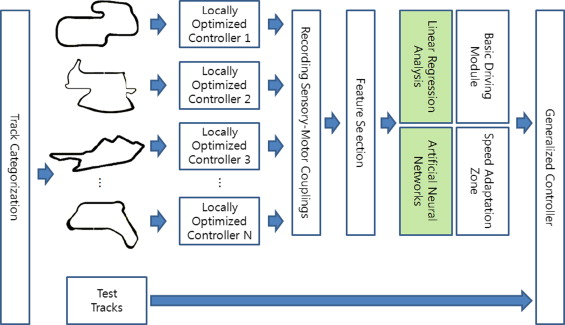 Track Categorization
Locally
Optimized
Controller 1
Locally
Optimized
Controller 2
Locally
Optimized
Controller 3
...
...
Locally
Optimized
Controller N
Recording Sensory-Motor Couplings
Feature Selection
Linear Regression
Analysis
Basic Driving
Module
Artificial Neural
Networks
Speed Adaptation
Zone
Generalized Controller
Test
Tracks